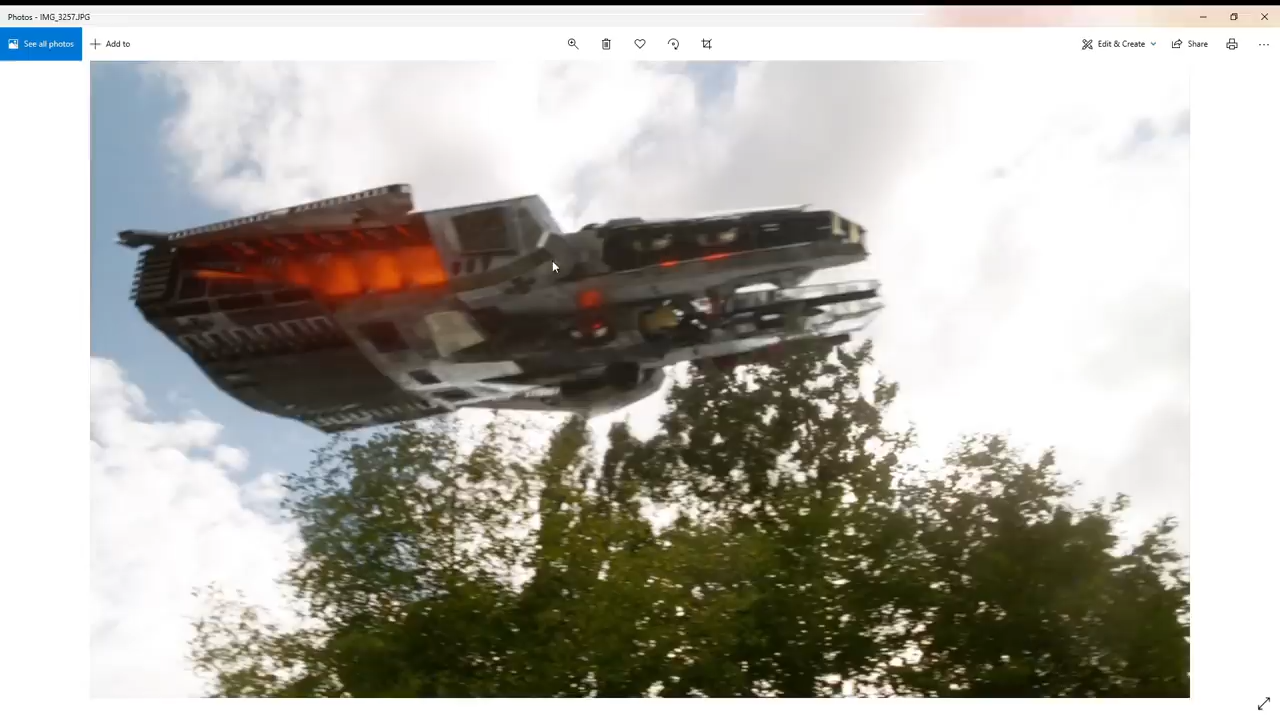 Photos - IMG_3257.JPG
See all photos
Add to
Edit & Create
Share